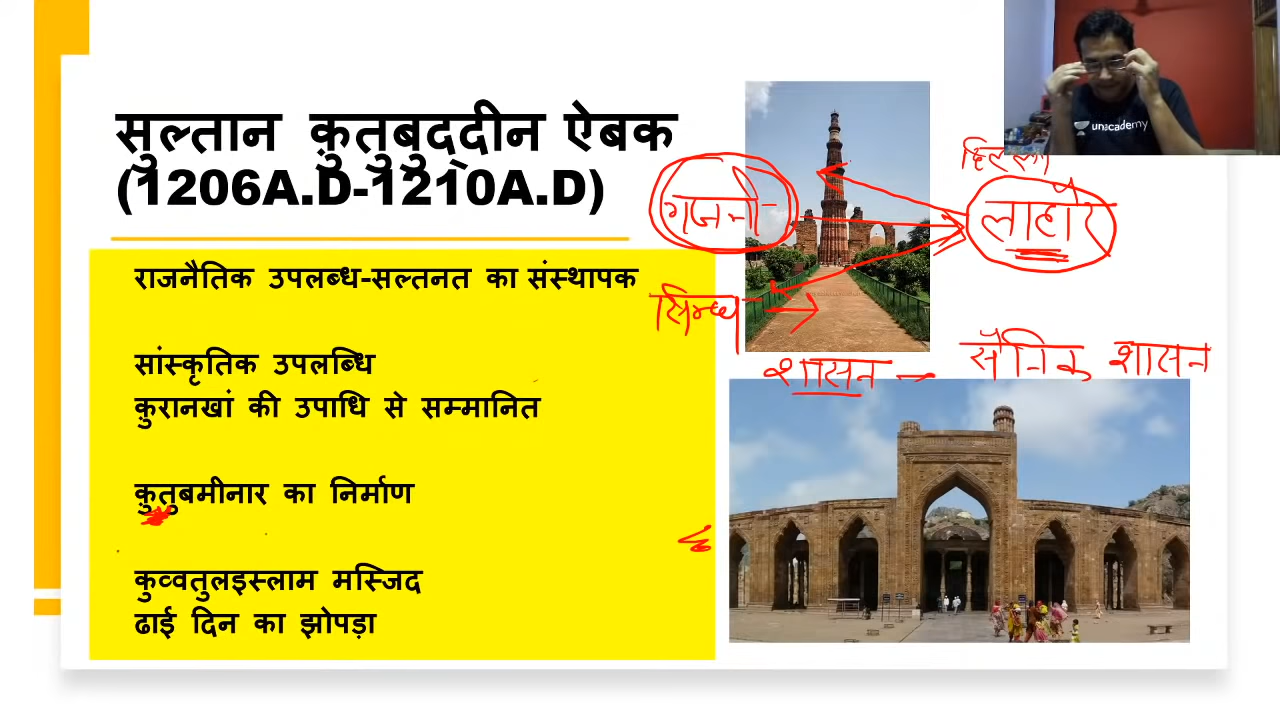 सुल्तान क़ुतुबुद्दीन ऐबक
(1206A.D-1210A.D)
राजनैतिक उपलब्ध-सल्तनत का संस्थापक
सांस्कृतिक उपलब्धि
क़ुरानखां की उपाधि से सम्मानित
क़ुतुबमीनार का निर्माण
कुव्वतुलइस्लाम मस्जिद
ढाई दिन का झोपड़ा
unacademy
गजनी
लाहौर
सिन्ध
शासन - सैनिक शासन